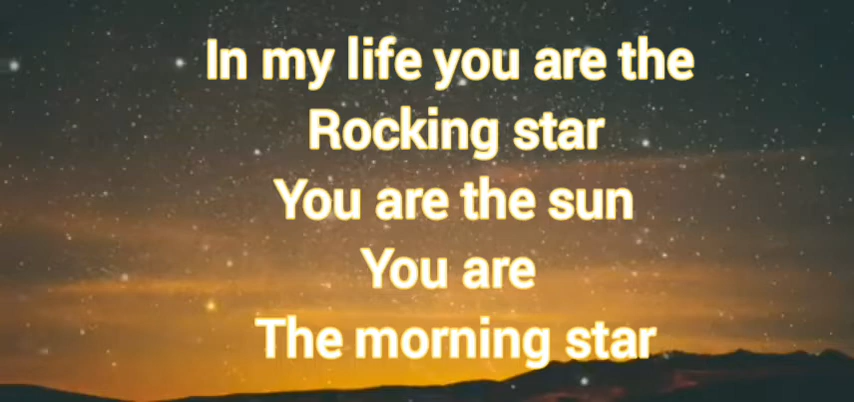 In my life you are the
Rocking star
You are the sun
You are
The morning star